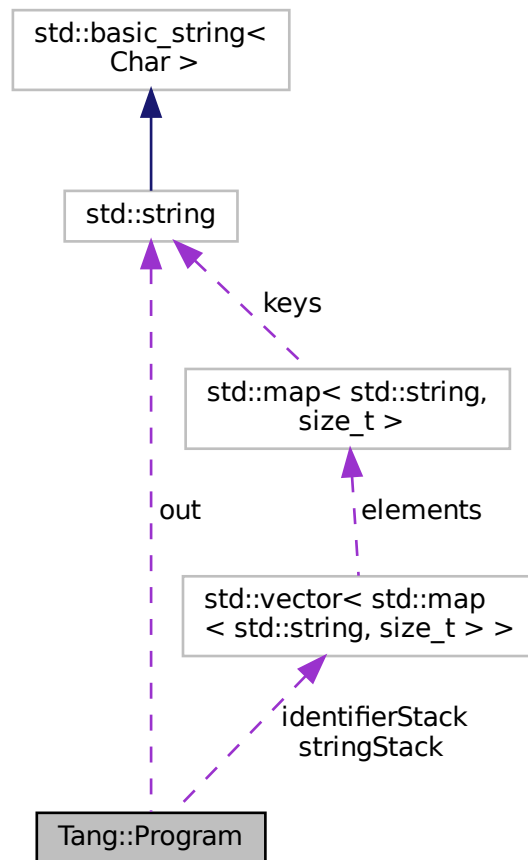 std::basic_string<
Char >
std::string
keys
std::map< std::string,
size_t >
out
elements
std::vector< std::map
< std::string, size_t > >
identifierStack
stringStack
Tang::Program